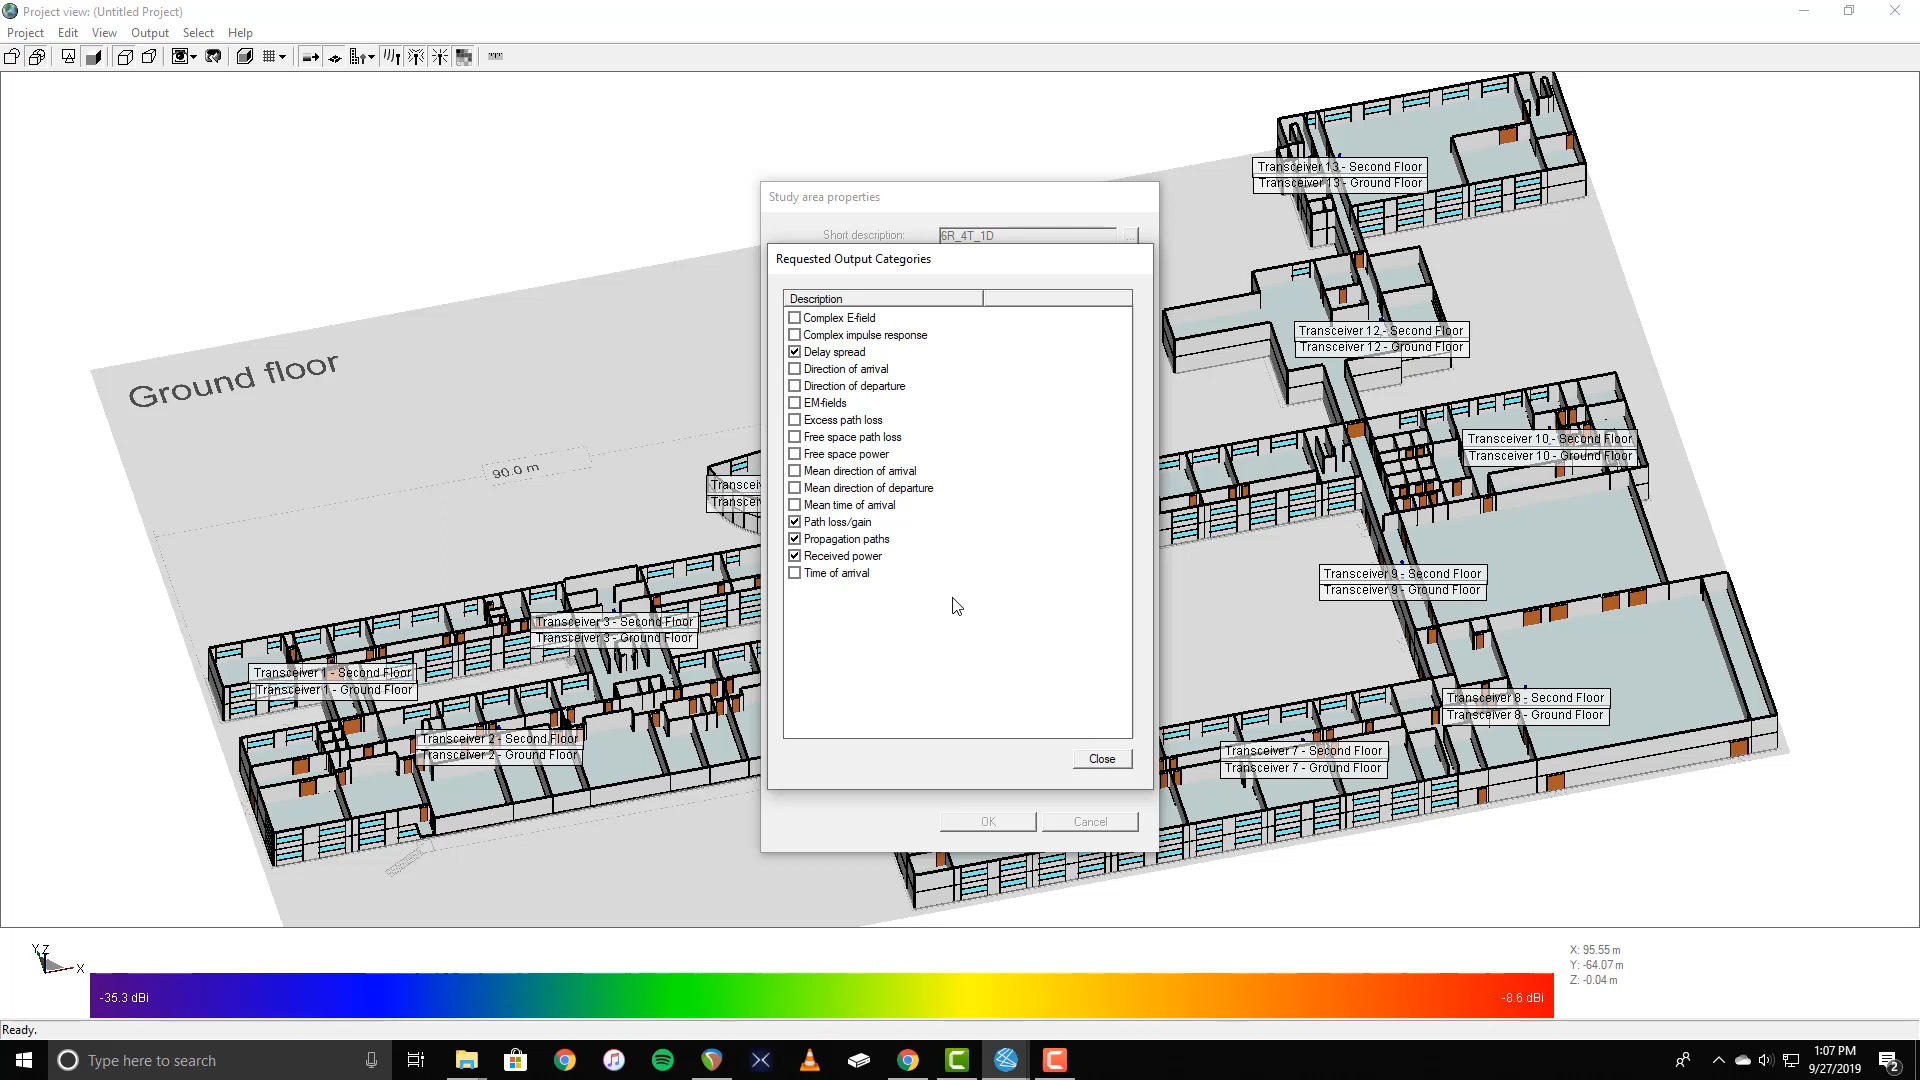 Project view: (Untitled Project)
Project Edit View Output Select Help
Transceiver 13 - Second Floor
Transceiver 13 - Ground Floor
Study area properties
Short description: 6R_4T_1D ...
Requested Output Categories
Description
Complex E-field
Complex impulse response
Delay spread
Direction of arrival
Direction of departure
EM-fields
Excess path loss
Free space path loss
Free space power
Mean direction of arrival
Mean direction of departure
Mean time of arrival
Path loss/gain
Propagation paths
Received power
Time of arrival
Close
OK Cancel
Transceiver 12 - Second Floor
Transceiver 12 - Ground Floor
Ground floor
90.0 m
Transceiver 10 - Second Floor
Transceiver 10 - Ground Floor
Transceiver 9 - Second Floor
Transceiver 9 - Ground Floor
Transceiver 3 - Second Floor
Transceiver 3 - Ground Floor
Transceiver 1 - Second Floor
Transceiver 1 - Ground Floor
Transceiver 8 - Second Floor
Transceiver 8 - Ground Floor
Transceiver 2 - Second Floor
Transceiver 2 - Ground Floor
Transceiver 7 - Second Floor
Transceiver 7 - Ground Floor
Y Z X
-35.3 dBi
-8.6 dBi
X: 95.55 m
Y: -64.07 m
Z: -0.04 m
Ready.
Type here to search
1:07 PM
9/27/2019
2